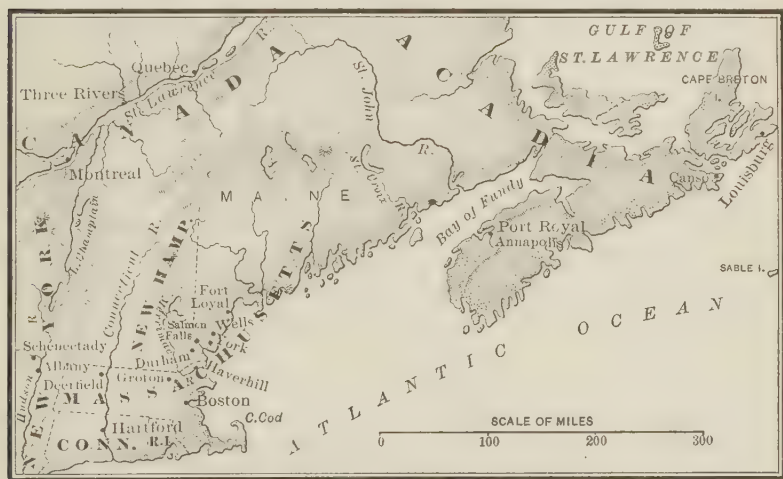 GULF OF
ST. LAWRENCE
CAPE BRETON
Quebec
R.
Three River
St. Lawrence
CANADA
ACADIA
St. John
R.
Montreal
MAINE
St. Croix R.
Canso
Louisburg
Bay of Fundy
Port Royal
Annapolis
SABLE I.
L. Champlain
Connecticut R.
NEW HAMP.
NEW YORK
MASSACHUSETTS
Fort
Loyal
Salmon
Falls
Wells
York
Durham
Merrimac
R.
Haverhill
Schenectady
Albany
Deerfield
Groton
Hudson R
Boston
C. Cod
Hartford
CONN.
R.I.
ATLANTIC OCEAN
SCALE OF MILES
0 100 200 300